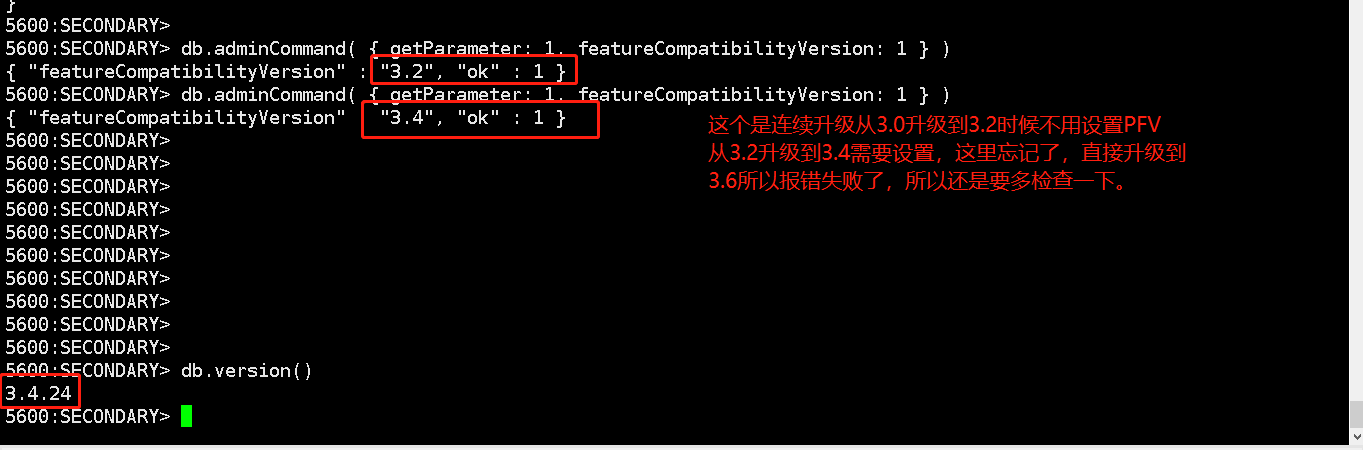 }
5600:SECONDARY>
5600:SECONDARY> db.adminCommand( { getParameter: 1, featureCompatibilityVersion: 1 } )
{ "featureCompatibilityVersion" : "3.2", "ok" : 1 }
5600:SECONDARY> db.adminCommand( { getParameter: 1, featureCompatibilityVersion: 1 } )
{ "featureCompatibilityVersion" "3.4", "ok" : 1 }
这个是连续升级从3.0升级到3.2时候不用设置PFV
从3.2升级到3.4需要设置，这里忘记了，直接升级到
3.6所以报错失败了，所以还是要多检查一下。
5600:SECONDARY>
5600:SECONDARY>
5600:SECONDARY>
5600:SECONDARY>
5600:SECONDARY>
5600:SECONDARY>
5600:SECONDARY>
5600:SECONDARY>
5600:SECONDARY>
5600:SECONDARY>
5600:SECONDARY> db.version()
3.4.24
5600:SECONDARY>